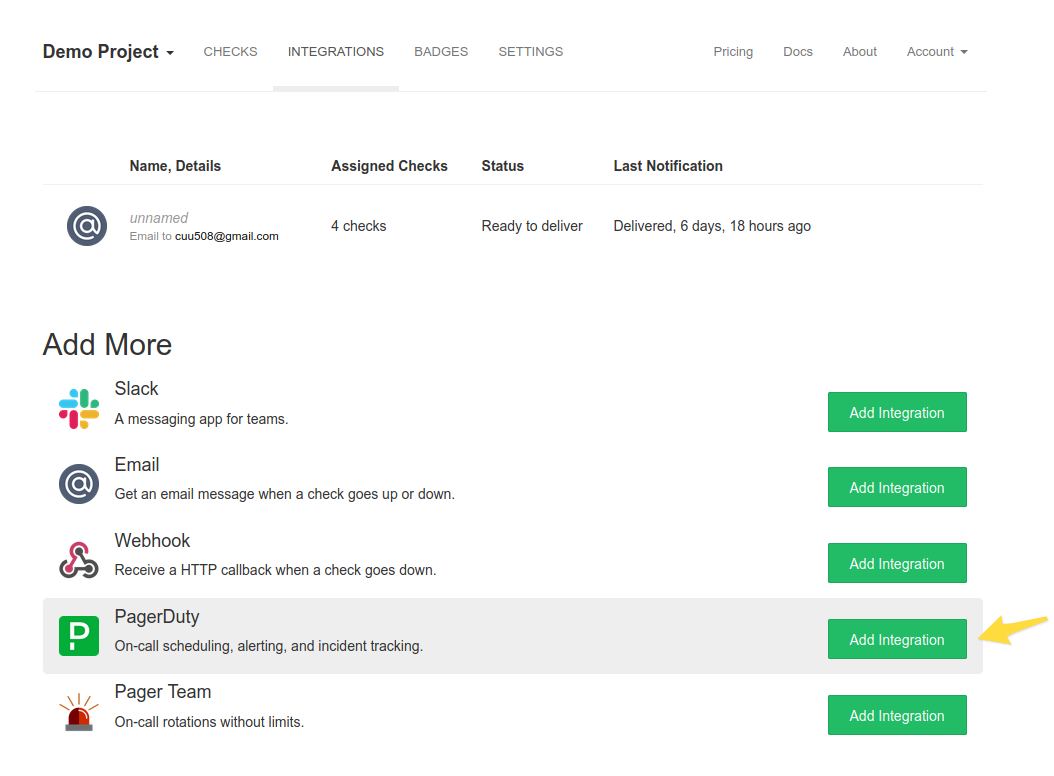 Demo Project CHECKS INTEGRATIONS BADGES SETTINGS Pricing Docs About Account
Name, Details Assigned Checks Status Last Notification
unnamed
Email to cuu508@gmail.com
4 checks Ready to deliver Delivered, 6 days, 18 hours ago
Add More
Slack
A messaging app for teams.
Add Integration
Email
Get an email message when a check goes up or down.
Add Integration
Webhook
Receive a HTTP callback when a check goes down.
Add Integration
P
PagerDuty
On-call scheduling, alerting, and incident tracking.
Add Integration
Pager Team
On-call rotations without limits.
Add Integration